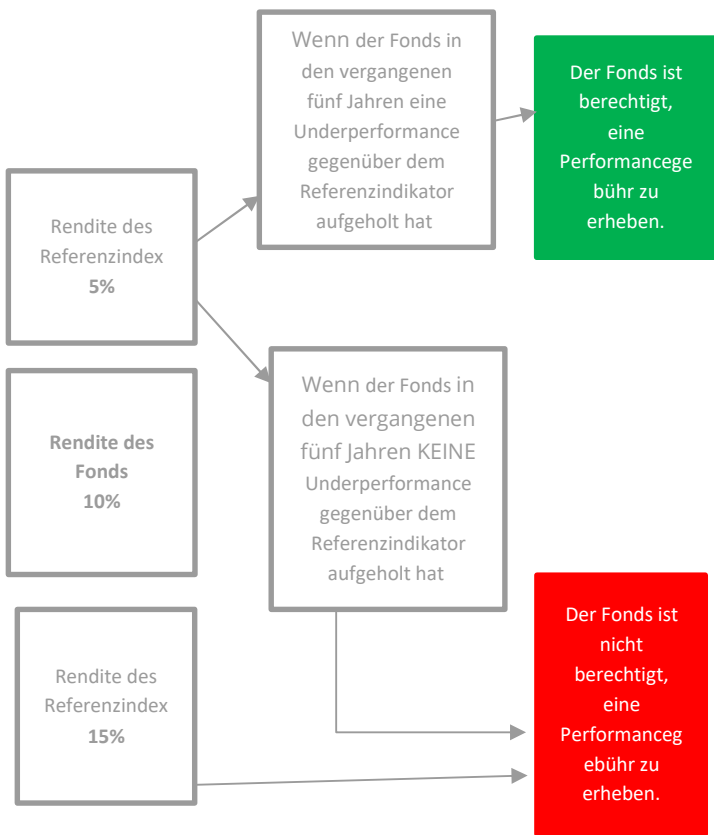 Wenn der Fonds in
den vergangenen
fünf Jahren eine
Underperformance
gegenüber dem
Referenzindikator
aufgeholt hat
Der Fonds ist
berechtigt,
eine
Performancege
bühr zu
erheben.
Rendite des
Referenzindex
5%
Wenn der Fonds in
den vergangenen
fünf Jahren KEINE
Underperformance
gegenüber dem
Referenzindikator
aufgeholt hat
Rendite des
Fonds
10%
Der Fonds ist
nicht
berechtigt,
eine
Performanceg
ebühr zu
erheben.
Rendite des
Referenzindex
15%